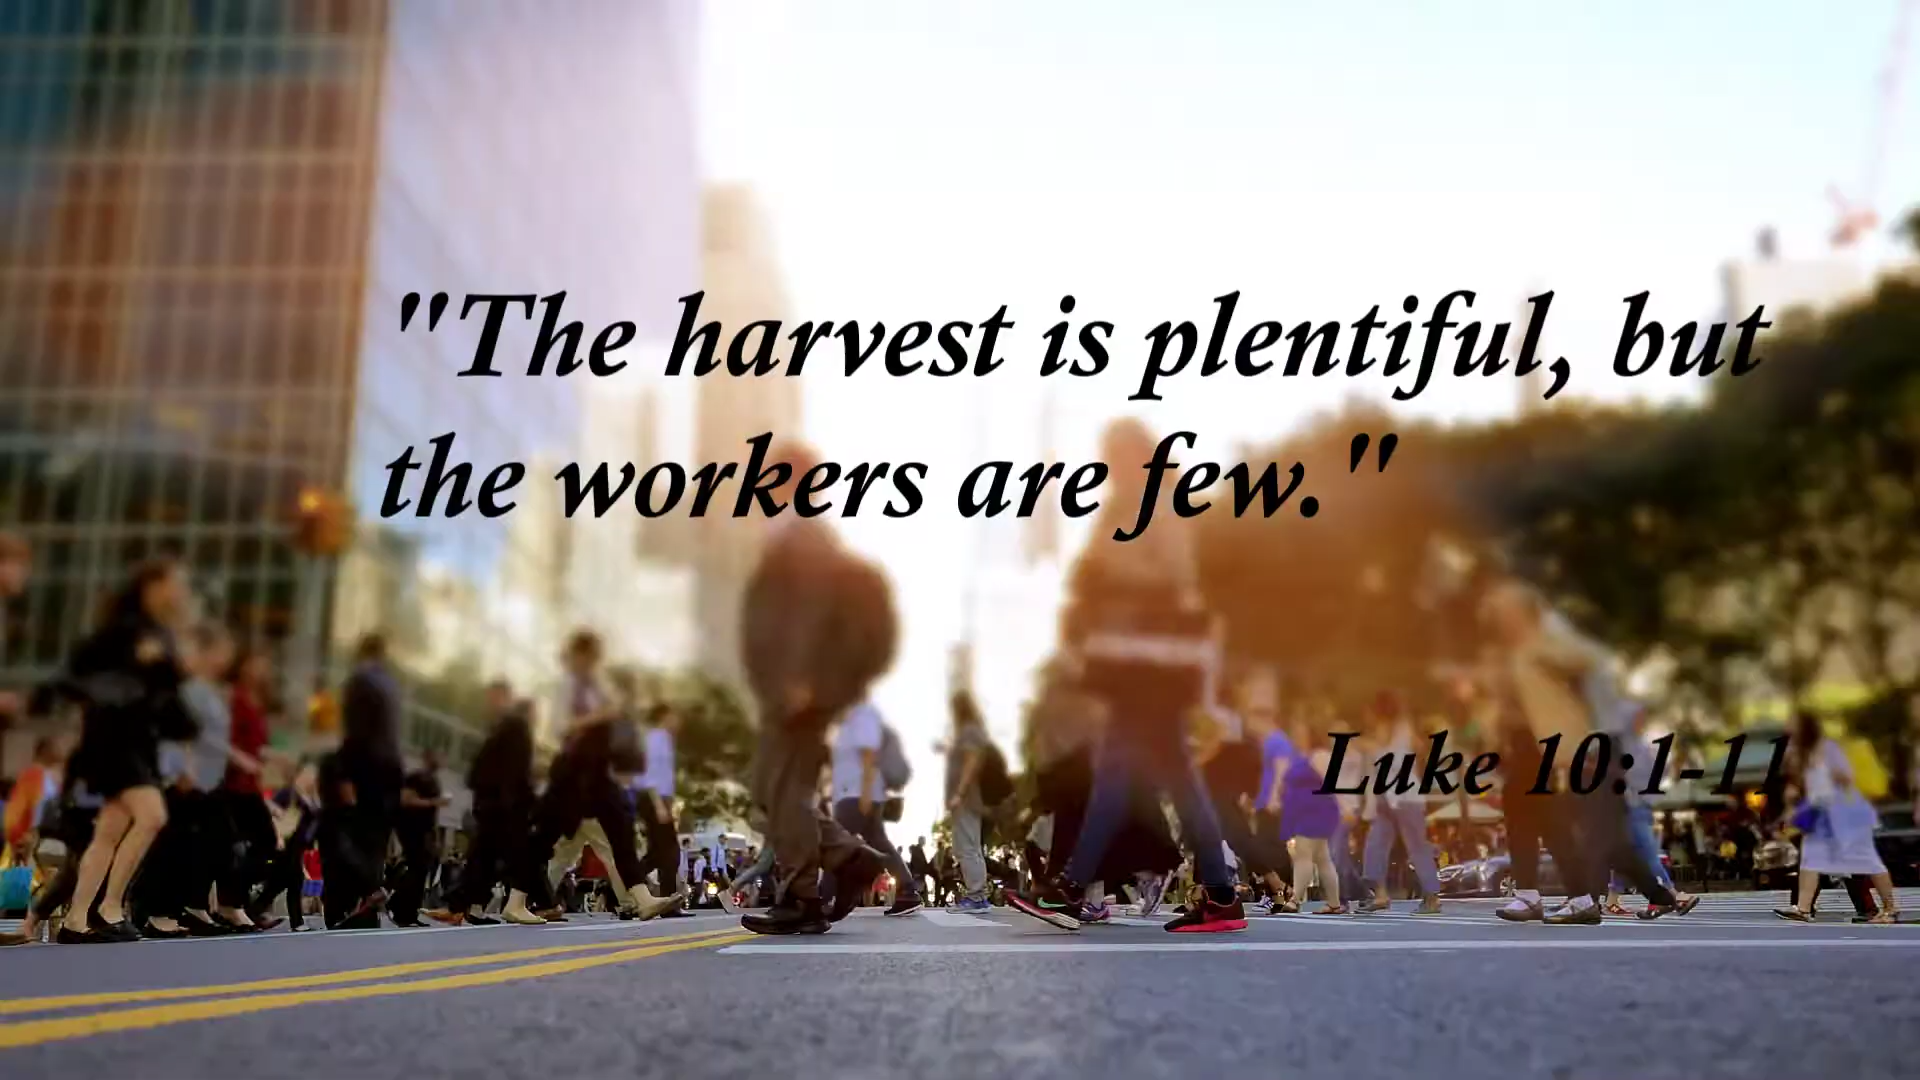 "The harvest is plentiful, but
the workers are few."
Luke 10:1-11